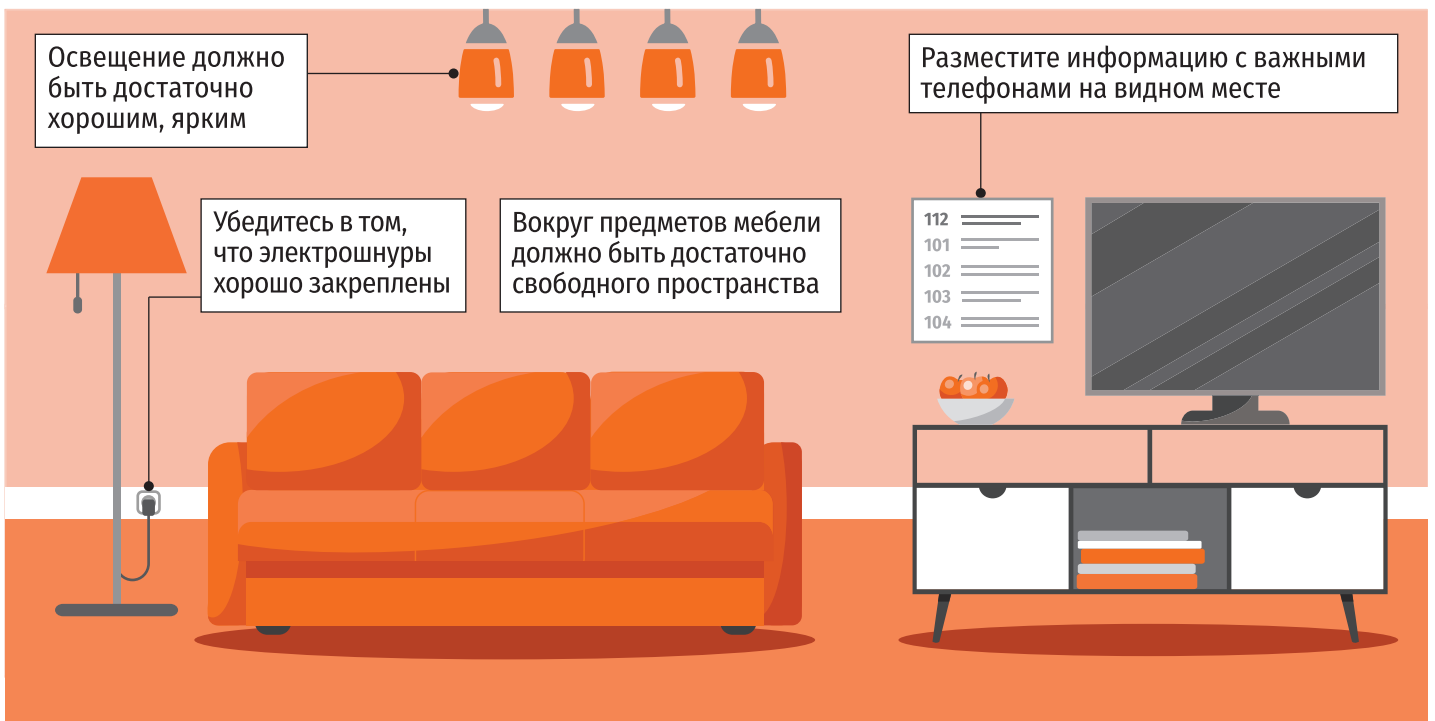 Освещение должно
быть достаточно
хорошим, ярким
Разместите информацию с важными
телефонами на видном месте
Убедитесь в том,
что электрошнуры
хорошо закреплены
Вокруг предметов мебели
должно быть достаточно
свободного пространства
112
101
102
103
104